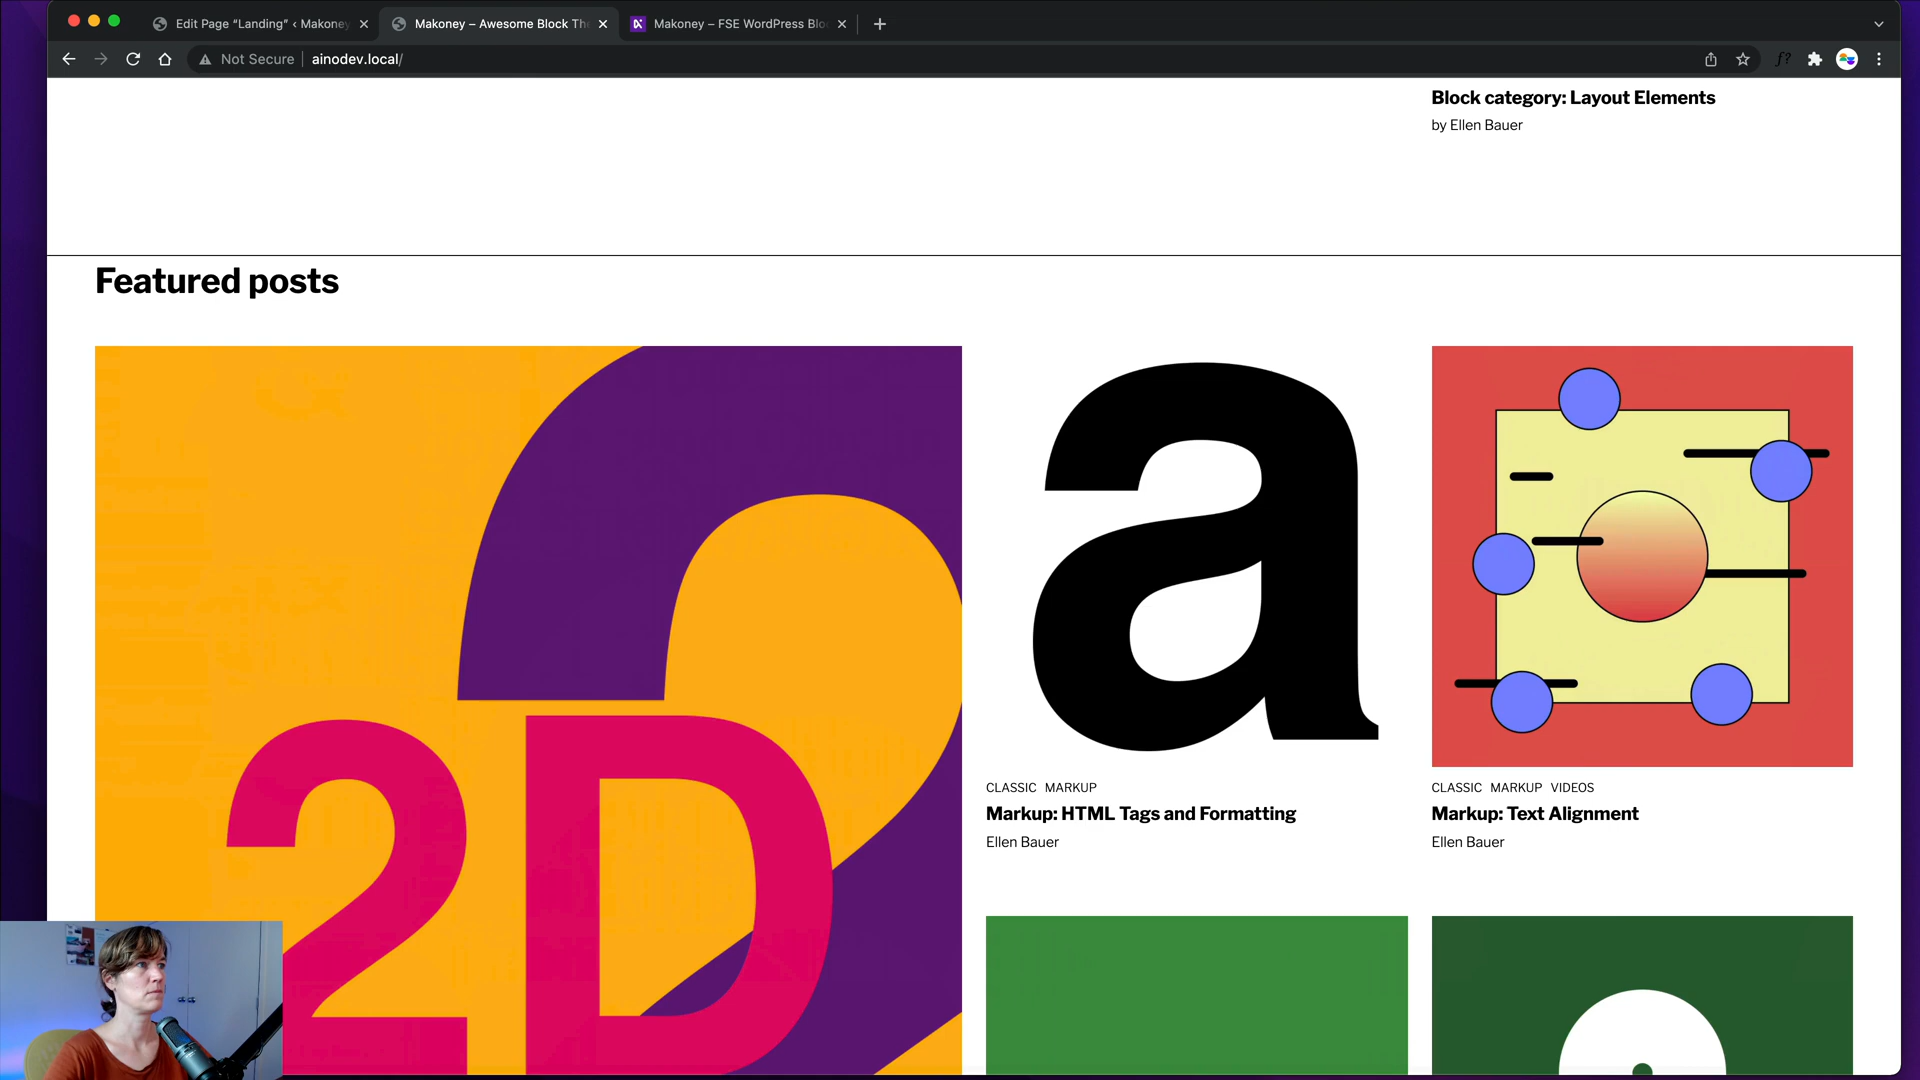 Edit Page “Landing” ‹ Makoney
Makoney – Awesome Block Th
Makoney – FSE WordPress Blo
Not Secure
ainodev.local/
f?
Block category: Layout Elements
by Ellen Bauer
Featured posts
2
2D
a
CLASSIC MARKUP
Markup: HTML Tags and Formatting
Ellen Bauer
CLASSIC MARKUP VIDEOS
Markup: Text Alignment
Ellen Bauer